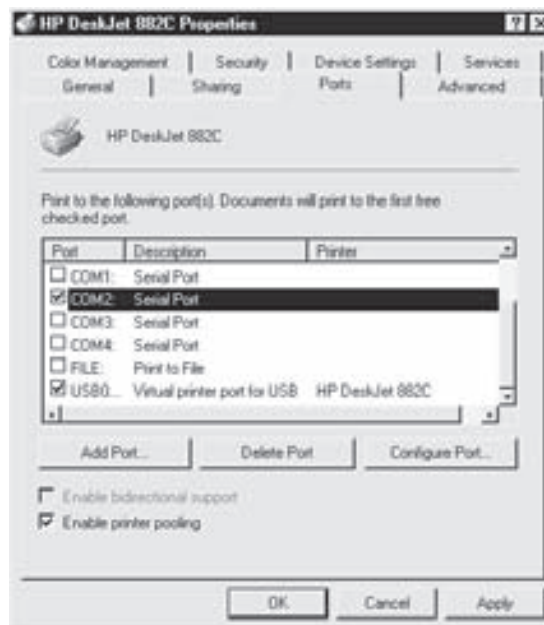 HP DeskJet 882C Properties
Color Management Security Device Settings Services
General Sharing Ports Advanced
HP DeskJet 882C
Print to the following port(s). Documents will print to the first free
checked port.
Port Description Printer
COM1: Serial Port
COM2: Serial Port
COM3: Serial Port
COM4: Serial Port
FILE: Print to File
USB0... Virtual printer port for USB HP DeskJet 882C
Add Port... Delete Port Configure Port...
Enable bidirectional support
Enable printer pooling
OK Cancel Apply